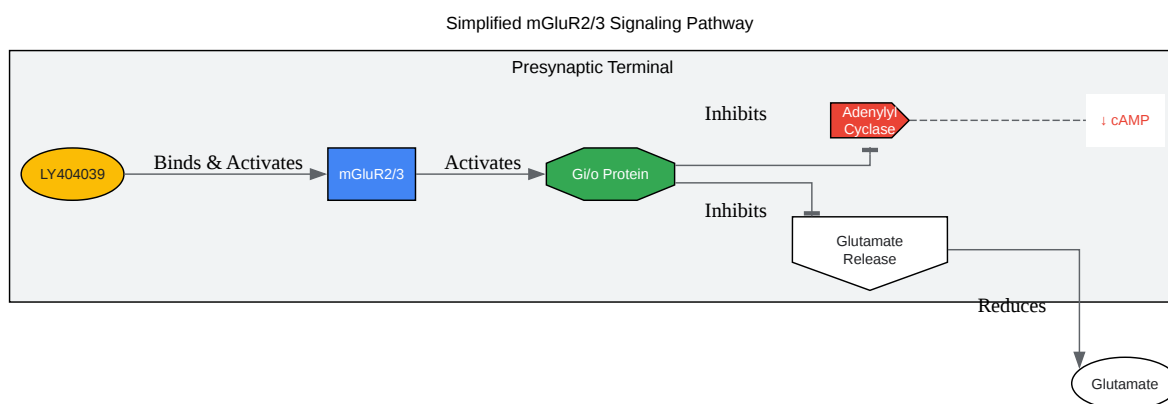 Simplified mGluR2/3 Signaling Pathway
Presynaptic Terminal
Inhibits
Adenylyl
Cyclase
↓ cAMP
LY404039
Binds & Activates
mGluR2/3
Activates
Gi/o Protein
Inhibits
Glutamate
Release
Reduces
Glutamate